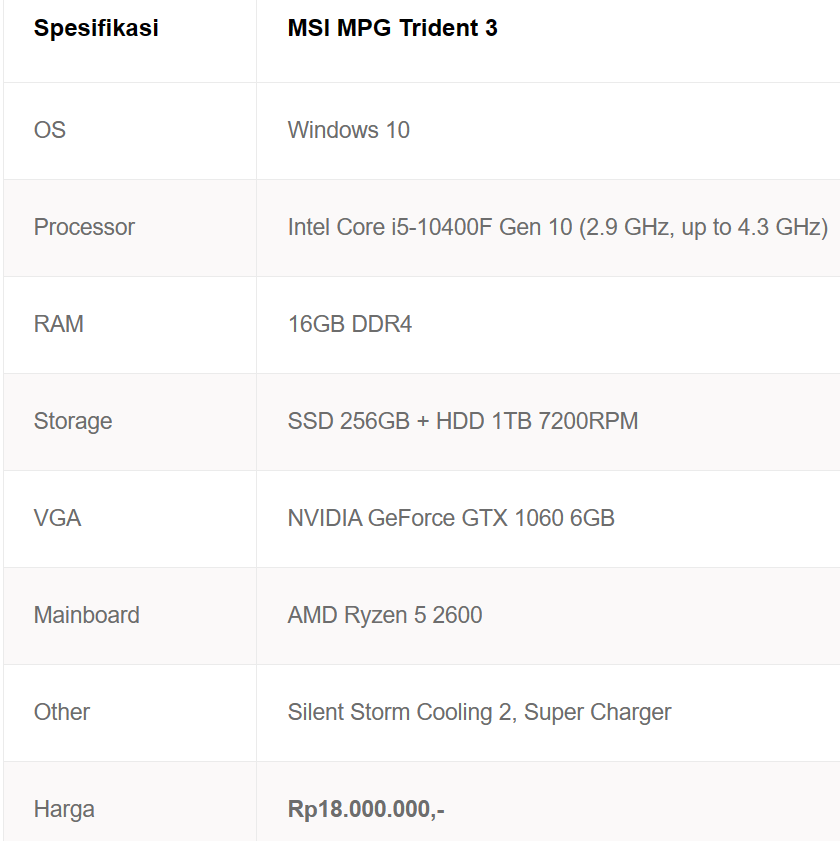 Spesifikasi MSI MPG Trident 3
OS Windows 10
Processor Intel Core i5-10400F Gen 10 (2.9 GHz, up to 4.3 GHz)
RAM 16GB DDR4
Storage SSD 256GB + HDD 1TB 7200RPM
VGA NVIDIA GeForce GTX 1060 6GB
Mainboard AMD Ryzen 5 2600
Other Silent Storm Cooling 2, Super Charger
Harga Rp18.000.000,-